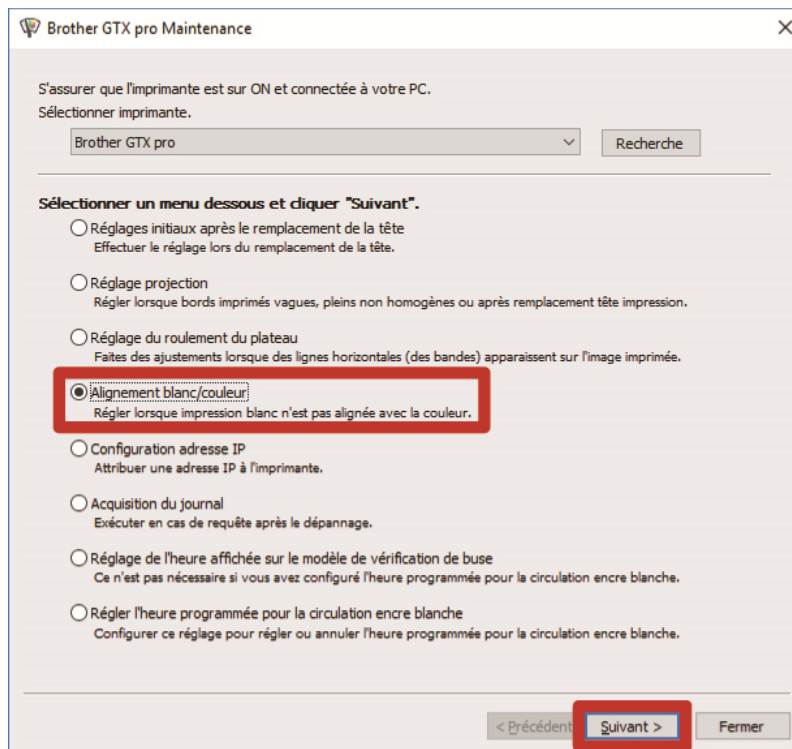 Brother GTX pro Maintenance
S'assurer que l'imprimante est sur ON et connectée à votre PC.
Sélectionner imprimante.
Brother GTX pro
Recherche
Sélectionner un menu dessous et cliquer "Suivant".
Réglages initiaux après le remplacement de la tête
Effectuer le réglage lors du remplacement de la tête.
Réglage projection
Régler lorsque bords imprimés vagues, pleins non homogènes ou après remplacement tête impression.
Réglage du roulement du plateau
Faites des ajustements lorsque des lignes horizontales (des bandes) apparaissent sur l'image imprimée.
Alignement blanc/couleur
Régler lorsque impression blanc n'est pas alignée avec la couleur.
Configuration adresse IP
Attribuer une adresse IP à l'imprimante.
Acquisition du journal
Exécuter en cas de requête après le dépannage.
Réglage de l'heure affichée sur le modèle de vérification de buse
Ce n'est pas nécessaire si vous avez configuré l'heure programmée pour la circulation encre blanche.
Régler l'heure programmée pour la circulation encre blanche
Configurer ce réglage pour régler ou annuler l'heure programmée pour la circulation encre blanche.
< Précédent
Suivant >
Fermer